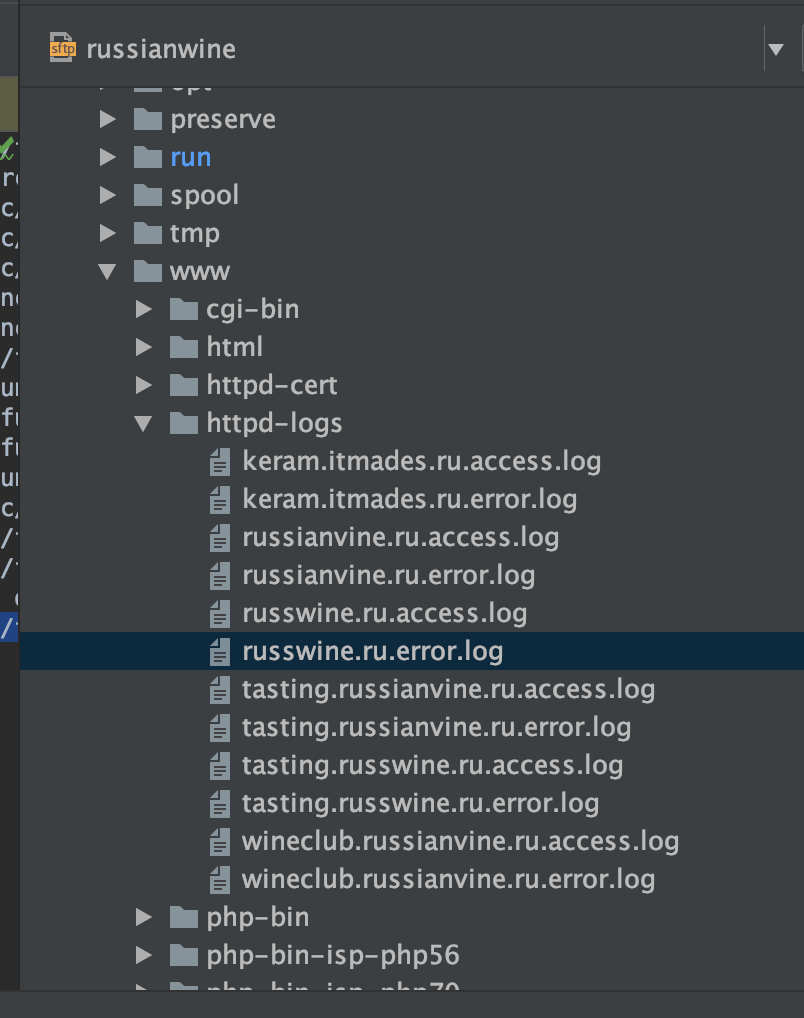 sftp russianwine
preserve
run
spool
tmp
www
cgi-bin
html
httpd-cert
httpd-logs
keram.itmades.ru.access.log
keram.itmades.ru.error.log
russianvine.ru.access.log
russianvine.ru.error.log
russwine.ru.access.log
russwine.ru.error.log
tasting.russianvine.ru.access.log
tasting.russianvine.ru.error.log
tasting.russwine.ru.access.log
tasting.russwine.ru.error.log
wineclub.russianvine.ru.access.log
wineclub.russianvine.ru.error.log
php-bin
php-bin-isp-php56